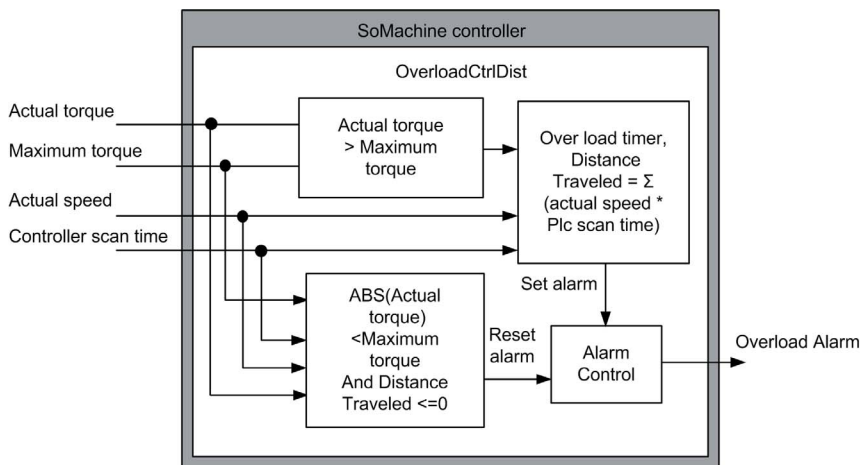 SoMachine controller
OverloadCtrlDist
Actual torque
Maximum torque
Actual speed
Controller scan time
Actual torque
> Maximum
torque
Over load timer,
Distance
Traveled = Σ
(actual speed *
Plc scan time)
Set alarm
ABS(Actual
torque)
<Maximum
torque
And Distance
Traveled <=0
Reset
alarm
Alarm
Control
Overload Alarm